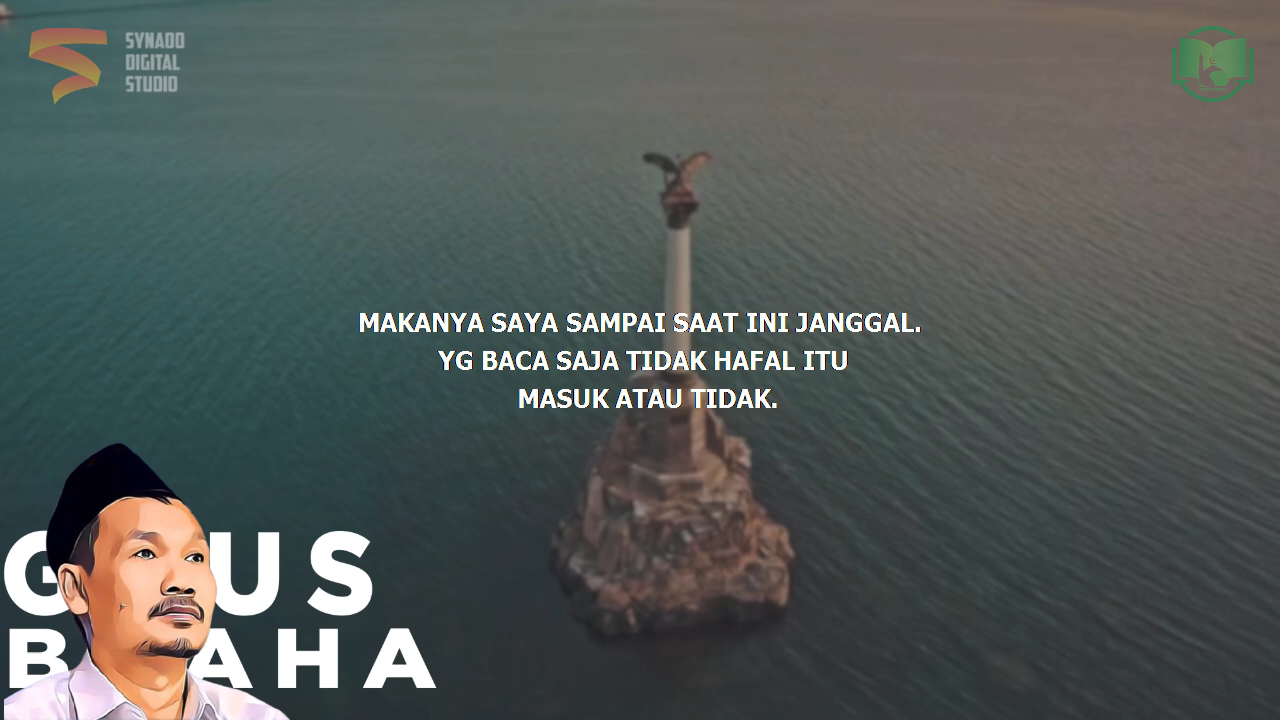 SYNADO
DIGITAL
STUDIO
MAKANYA SAYA SAMPAI SAAT INI JANGGAL.
YG BACA SAJA TIDAK HAFAL ITU
MASUK ATAU TIDAK.
GUS
BAHA